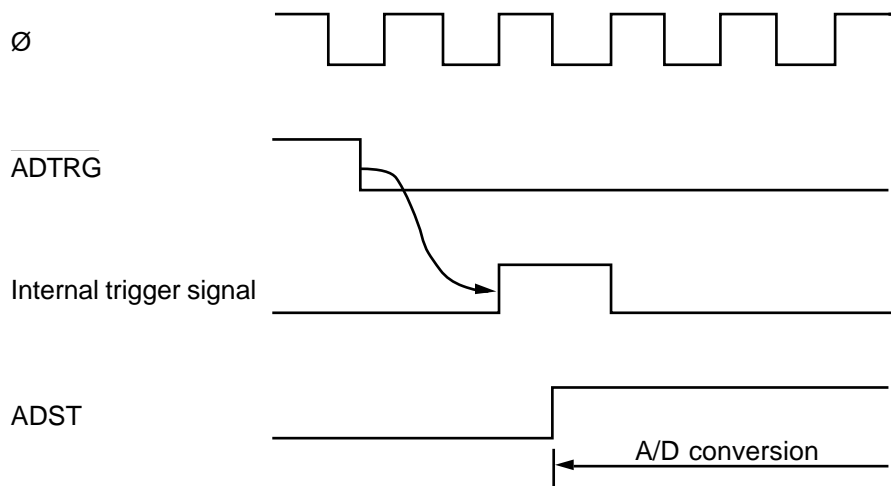 Ø
ADTRG
Internal trigger signal
ADST
A/D conversion